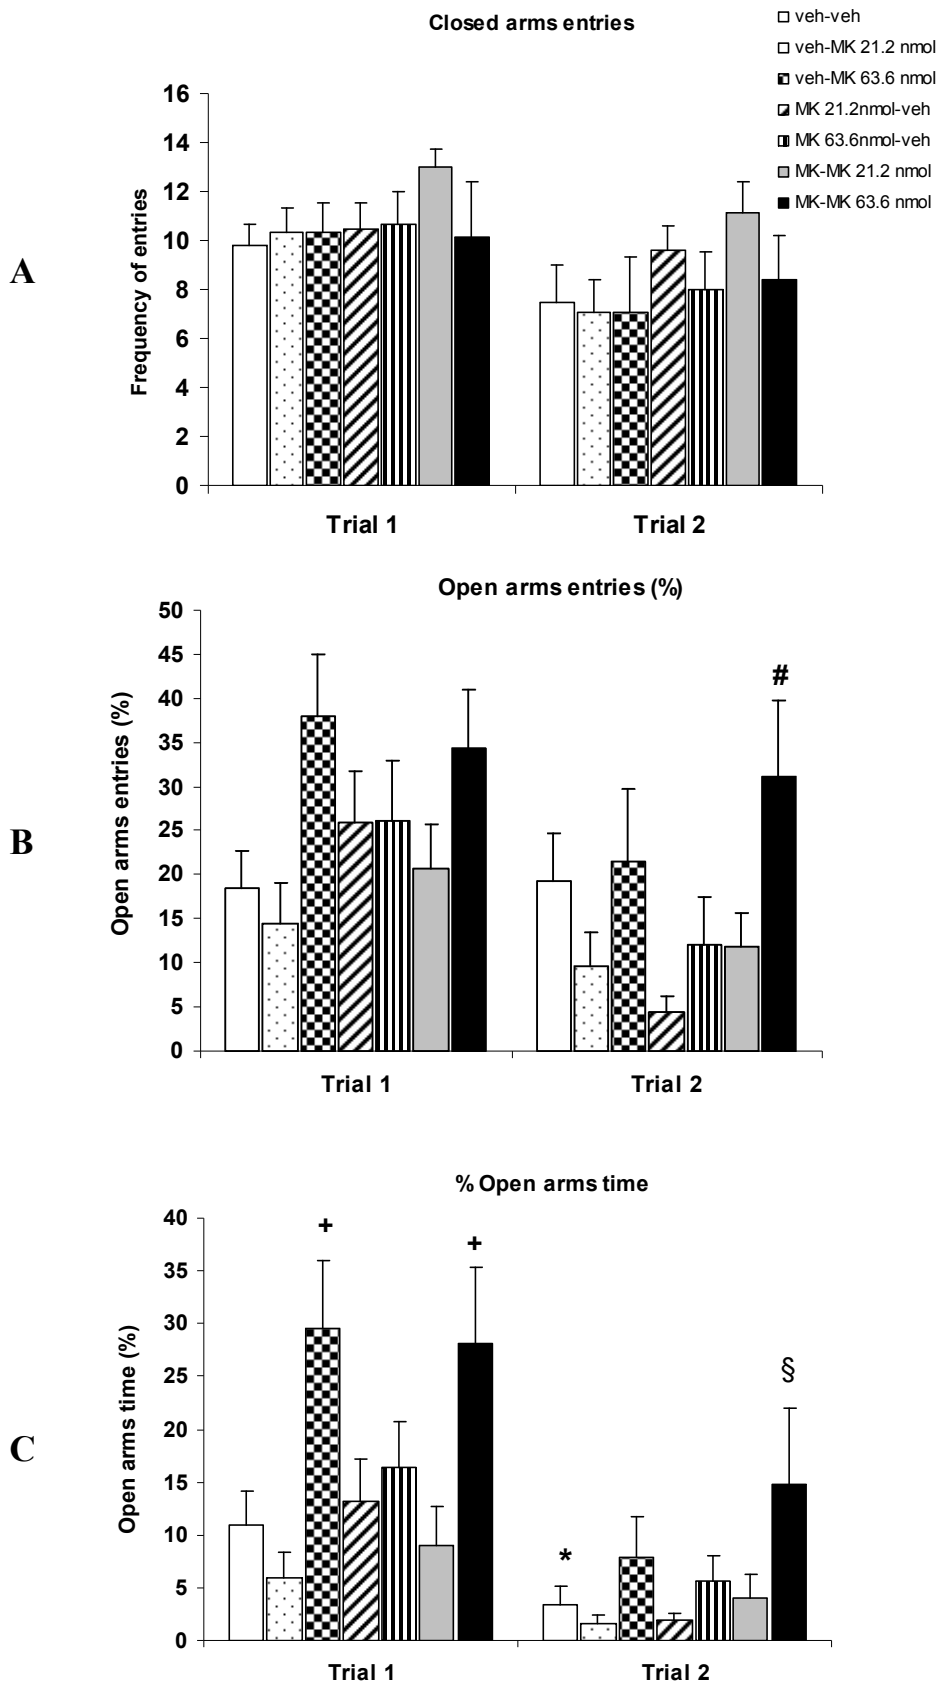 Closed arms entries
veh-veh
veh-MK 21.2 nmol
veh-MK 63.6 nmol
MK 21.2nmol-veh
MK 63.6nmol-veh
MK-MK 21.2 nmol
MK-MK 63.6 nmol
A
Frequency of entries
16
14
12
10
8
6
4
2
0
Trial 1 Trial 2
Open arms entries (%)
B
Open arms entries (%)
50
45
40
35
30
25
20
15
10
5
0
#
Trial 1 Trial 2
% Open arms time
C
Open arms time (%)
40
35
30
25
20
15
10
5
0
+ +
§
*
Trial 1 Trial 2